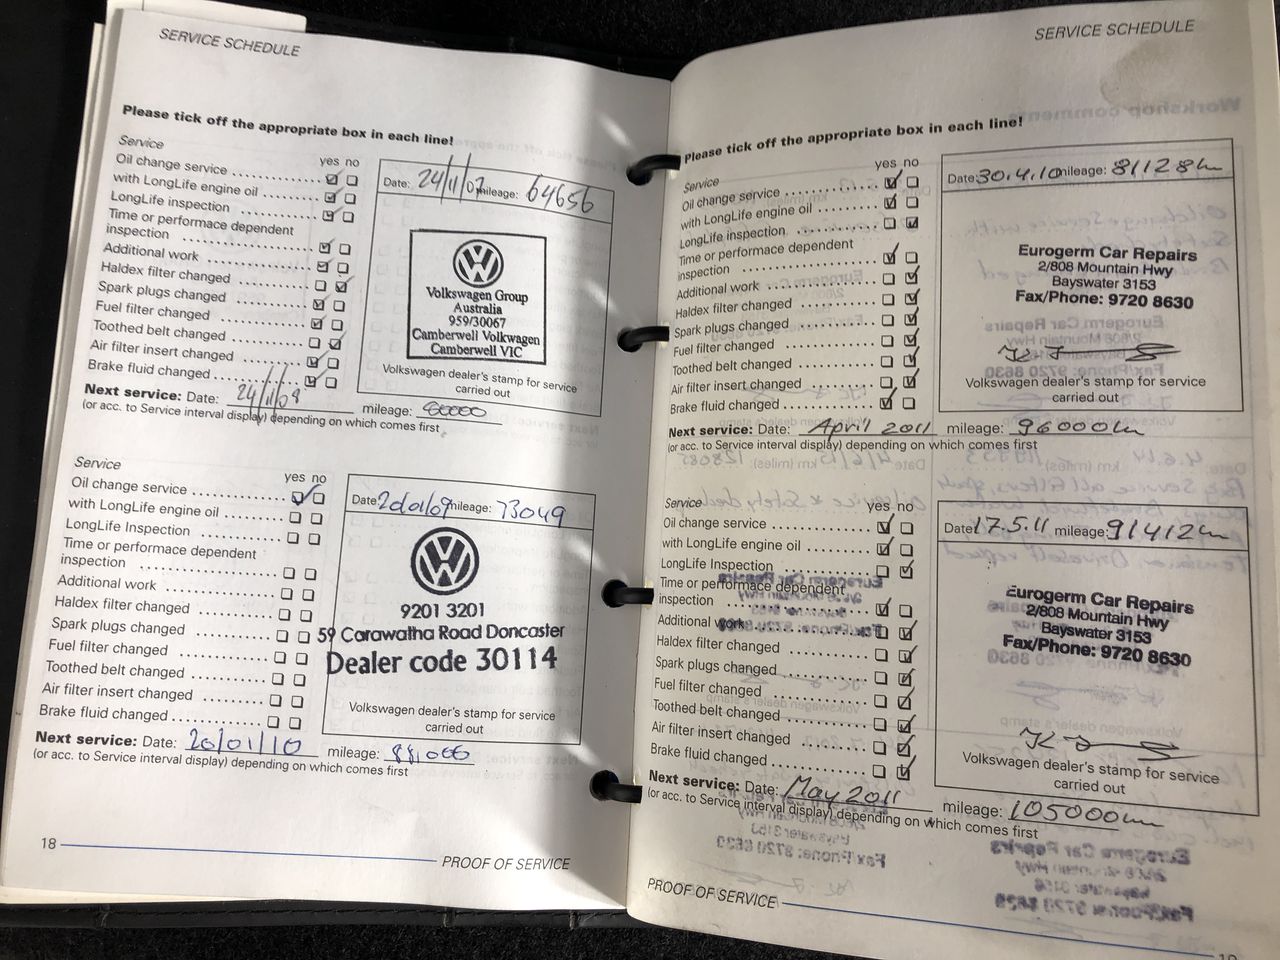 SERVICE SCHEDULE
Please tick off the appropriate box in each line!
Service
yes no
Oil change service
with LongLife engine oil
LongLife inspection
Time or performace dependent
inspection
Additional work
Haldex filter changed
Spark plugs changed
Fuel filter changed
Toothed belt changed
Air filter insert changed
Brake fluid changed
Date: 24/11/07 mileage: 64656
Volkswagen Group
Australia
959/30067
Camberwell Volkwagen
Camberwell VIC
Volkswagen dealer's stamp for service
carried out
Next service: Date: 24/11/09 mileage: 80000
(or acc. to Service interval display) depending on which comes first
Service
yes no
Oil change service
with LongLife engine oil
LongLife Inspection
Time or performace dependent
inspection
Additional work
Haldex filter changed
Spark plugs changed
Fuel filter changed
Toothed belt changed
Air filter insert changed
Brake fluid changed
Date: mileage: 73049
9201 3201
59 Carawatha Road Doncaster
Dealer code 30114
Volkswagen dealer's stamp for service
carried out
Next service: Date: 20/01/10 mileage: 88,000
(or acc. to Service interval display) depending on which comes first
18
PROOF OF SERVICE
SERVICE SCHEDULE
Please tick off the appropriate box in each line!
Service
yes no
Oil change service
with LongLife engine oil
LongLife inspection
Time or performace dependent
inspection
Additional work
Haldex filter changed
Spark plugs changed
Fuel filter changed
Toothed belt changed
Air filter insert changed
Brake fluid changed
Date: 30.4.10 mileage: 81128km
Eurogerm Car Repairs
2/808 Mountain Hwy
Bayswater 3153
Fax/Phone: 9720 8630
Volkswagen dealer's stamp for service
carried out
Next service: Date: April 2011 mileage: 96000km
(or acc. to Service interval display) depending on which comes first
Service
yes no
Oil change service
with LongLife engine oil
LongLife Inspection
Time or performance dependent
inspection
Additional work
Haldex filter changed
Spark plugs changed
Fuel filter changed
Toothed belt changed
Air filter insert changed
Brake fluid changed
Date: 17.5.11 mileage: 91412km
Eurogerm Car Repairs
2/808 Mountain Hwy
Bayswater 3153
Fax/Phone: 9720 8630
Volkswagen dealer's stamp for service
carried out
Next service: Date: May 2011 mileage: 105000km
(or acc. to Service interval display) depending on which comes first
PROOF OF SERVICE